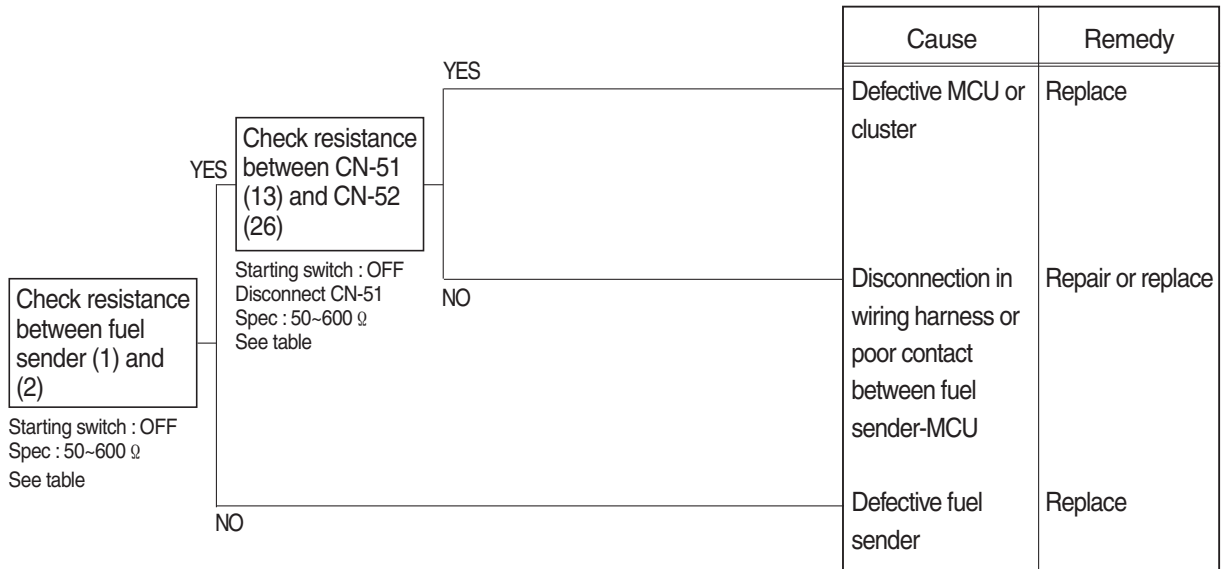 Cause
Remedy
YES
Defective MCU or
cluster
Replace
YES
Check resistance
between CN-51
(13) and CN-52
(26)
Starting switch : OFF
Disconnect CN-51
Spec : 50~600 Ω
See table
NO
Disconnection in
wiring harness or
poor contact
between fuel
sender-MCU
Repair or replace
Check resistance
between fuel
sender (1) and
(2)
Starting switch : OFF
Spec : 50~600 Ω
See table
NO
Defective fuel
sender
Replace